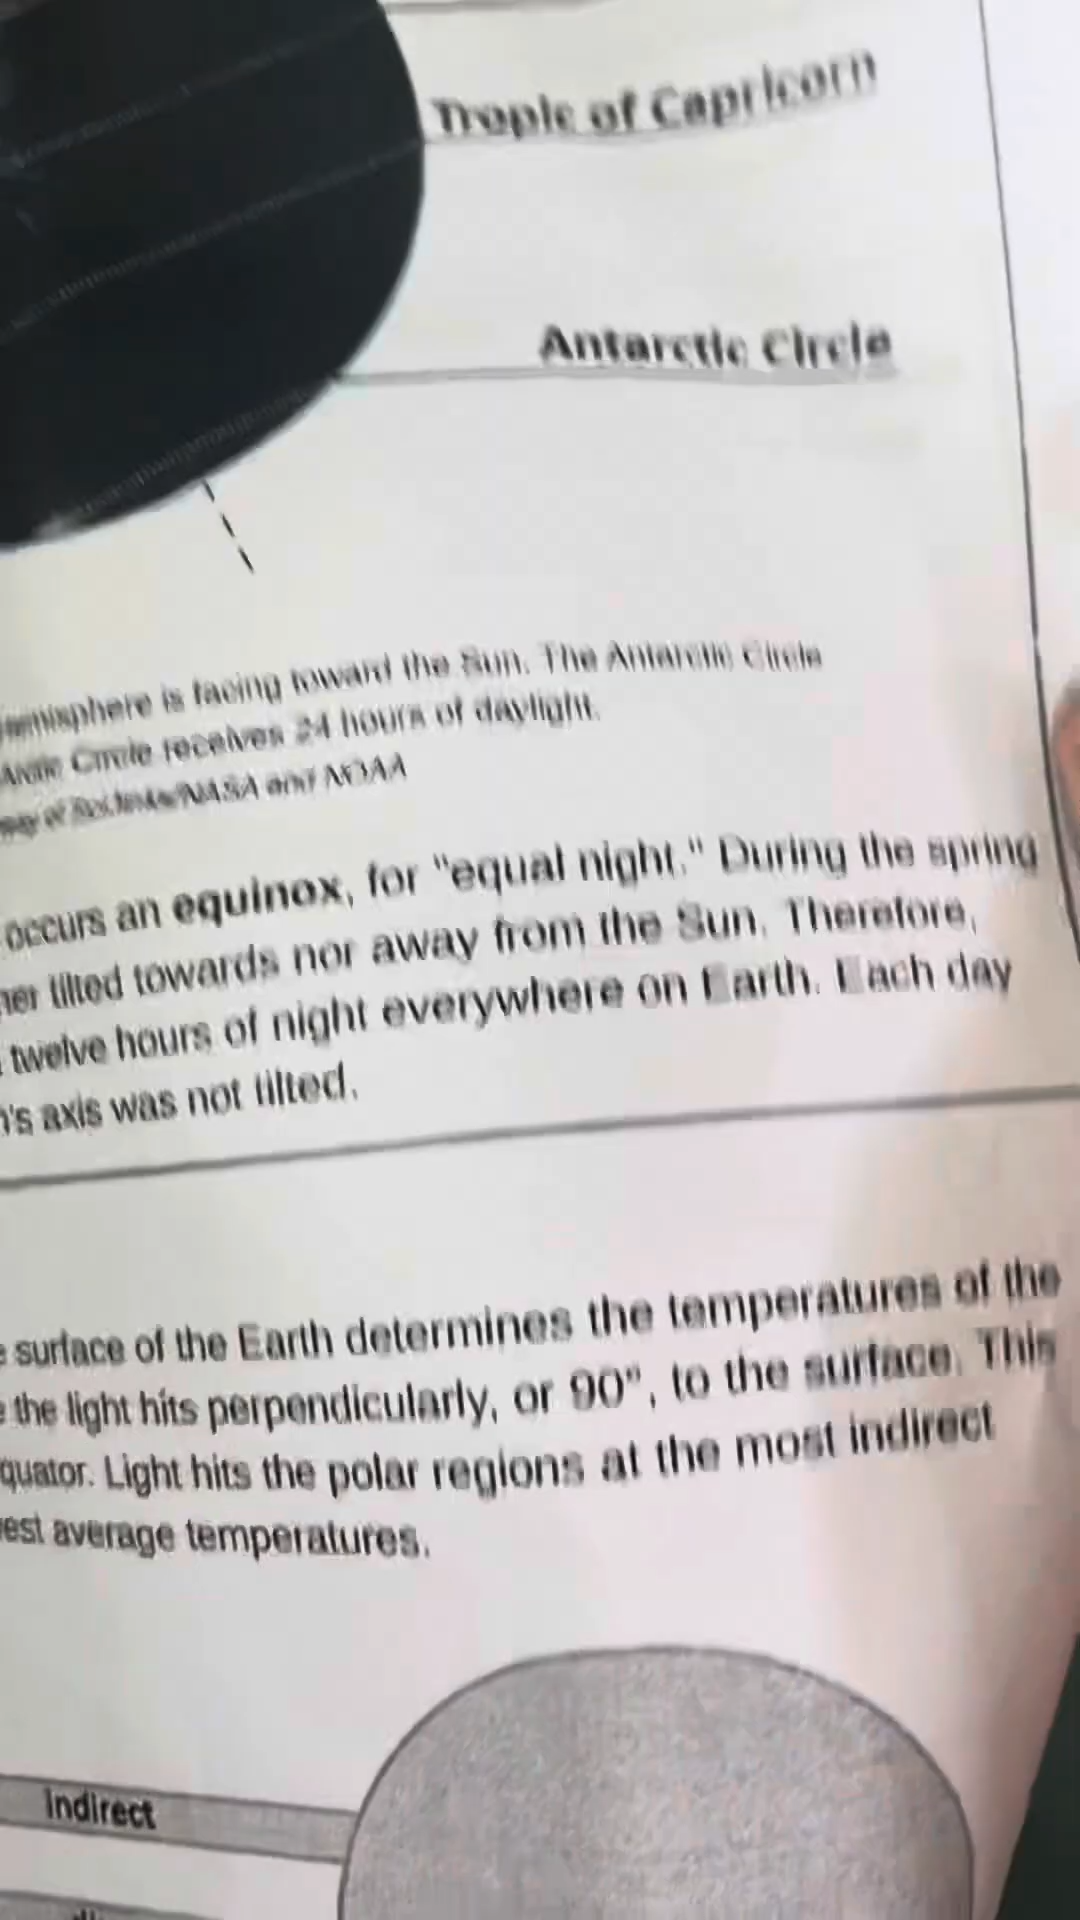 Tropic of Capricorn
Antarctic Circle
emisphere is facing toward the Sun. The Antarctic Circle
Arctic Circle receives 24 hours of daylight.
of NASA and NOAA
occurs an equinox, for "equal night." During the spring
her tilted towards nor away from the Sun. Therefore,
twelve hours of night everywhere on Earth. Each day
's axis was not tilted.
e surface of the Earth determines the temperatures of the
e the light hits perpendicularly, or 90°, to the surface. This
quator. Light hits the polar regions at the most indirect
est average temperatures.
indirect